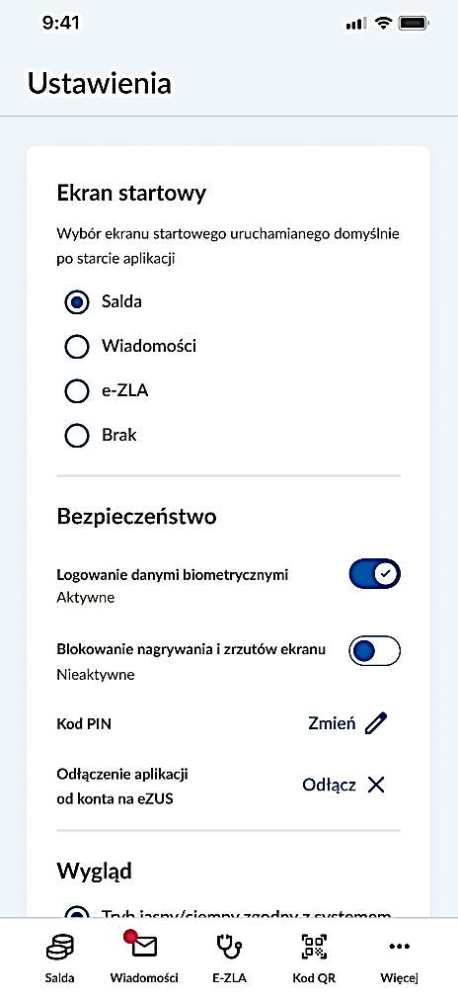 9:41
Ustawienia
Ekran startowy
Wybór ekranu startowego uruchamianego domyślnie
po starcie aplikacji
Salda
Wiadomości
e-ZLA
Brak
Bezpieczeństwo
Logowanie danymi biometrycznymi
Aktywne
Blokowanie nagrywania i zrzutów ekranu
Nieaktywne
Kod PIN
Zmień
Odłączenie aplikacji
od konta na eZUS
Odłącz
Wygląd
Tryb jasny/ciemny zgodny z systemem
Salda
Wiadomości
E-ZLA
Kod QR
Więcej